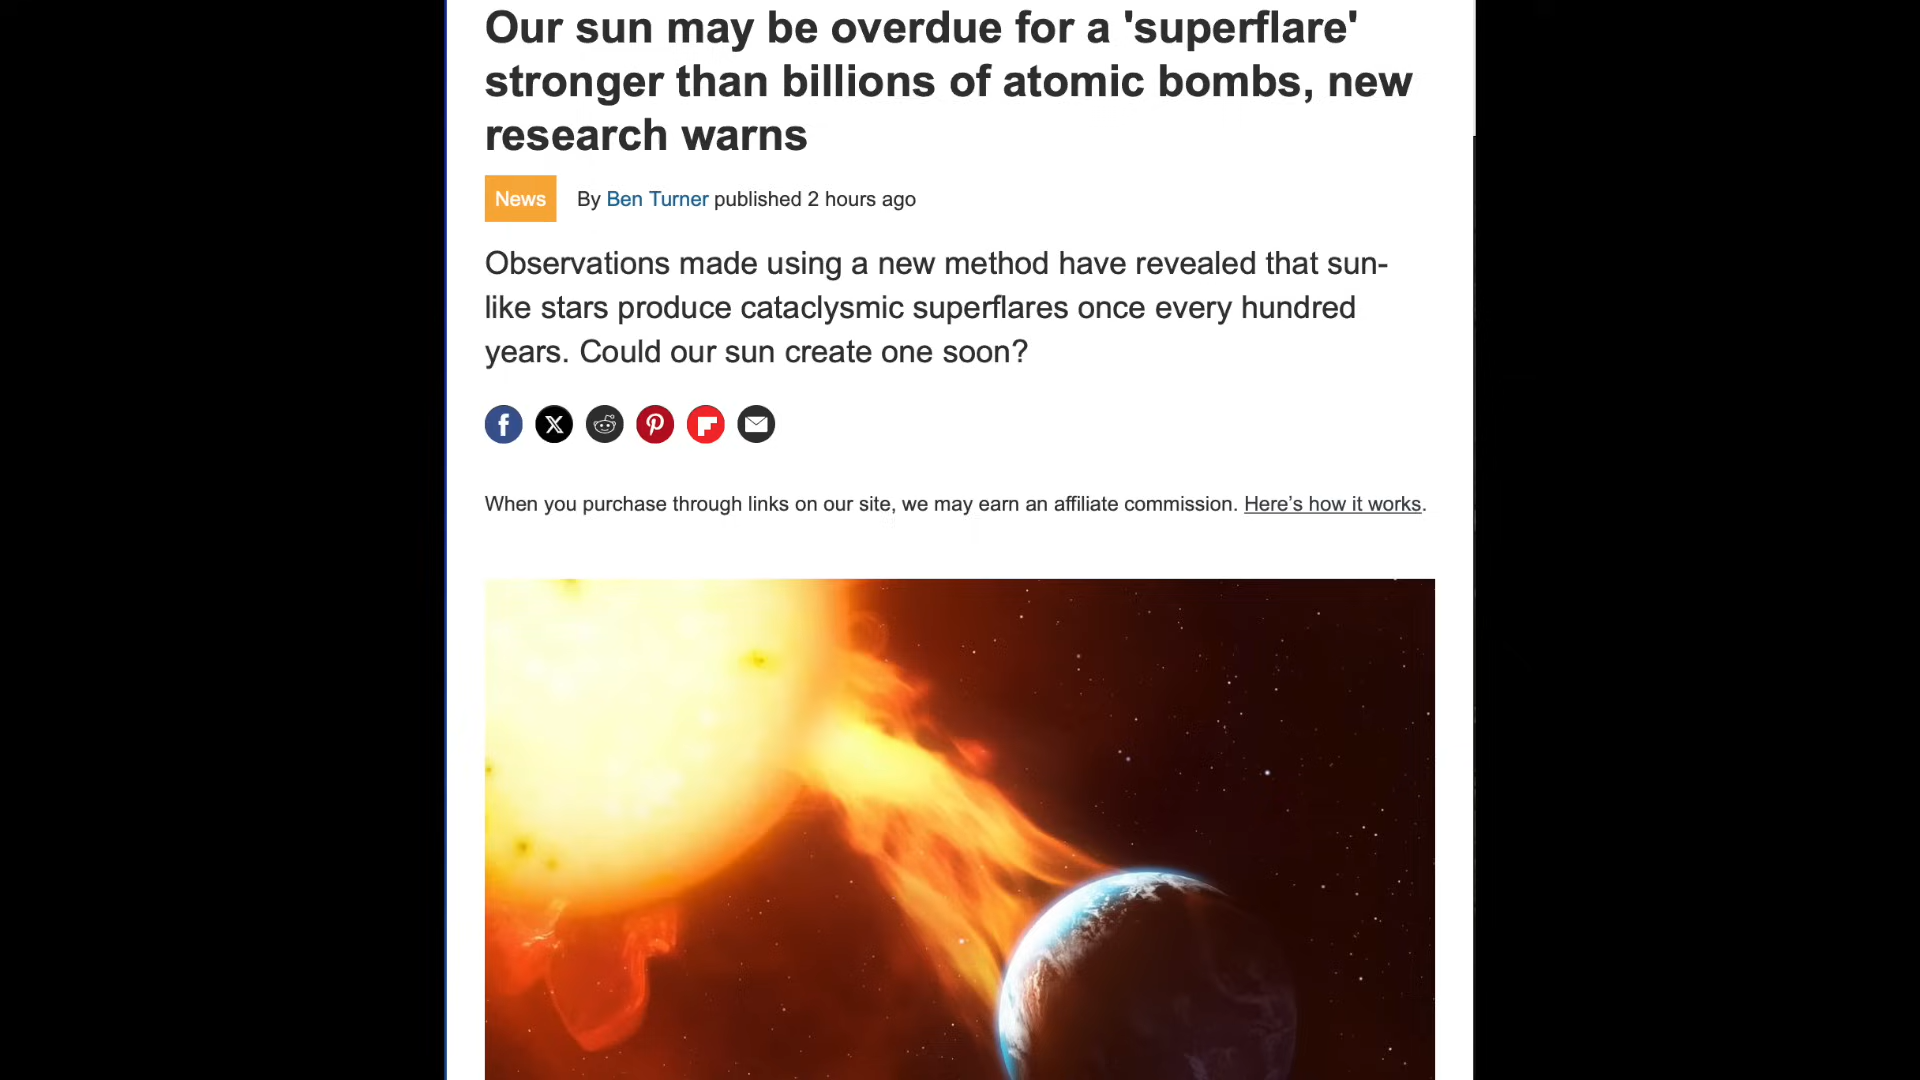 Our sun may be overdue for a 'superflare'
stronger than billions of atomic bombs, new
research warns
News By Ben Turner published 2 hours ago
Observations made using a new method have revealed that sun-
like stars produce cataclysmic superflares once every hundred
years. Could our sun create one soon?
When you purchase through links on our site, we may earn an affiliate commission. Here’s how it works.